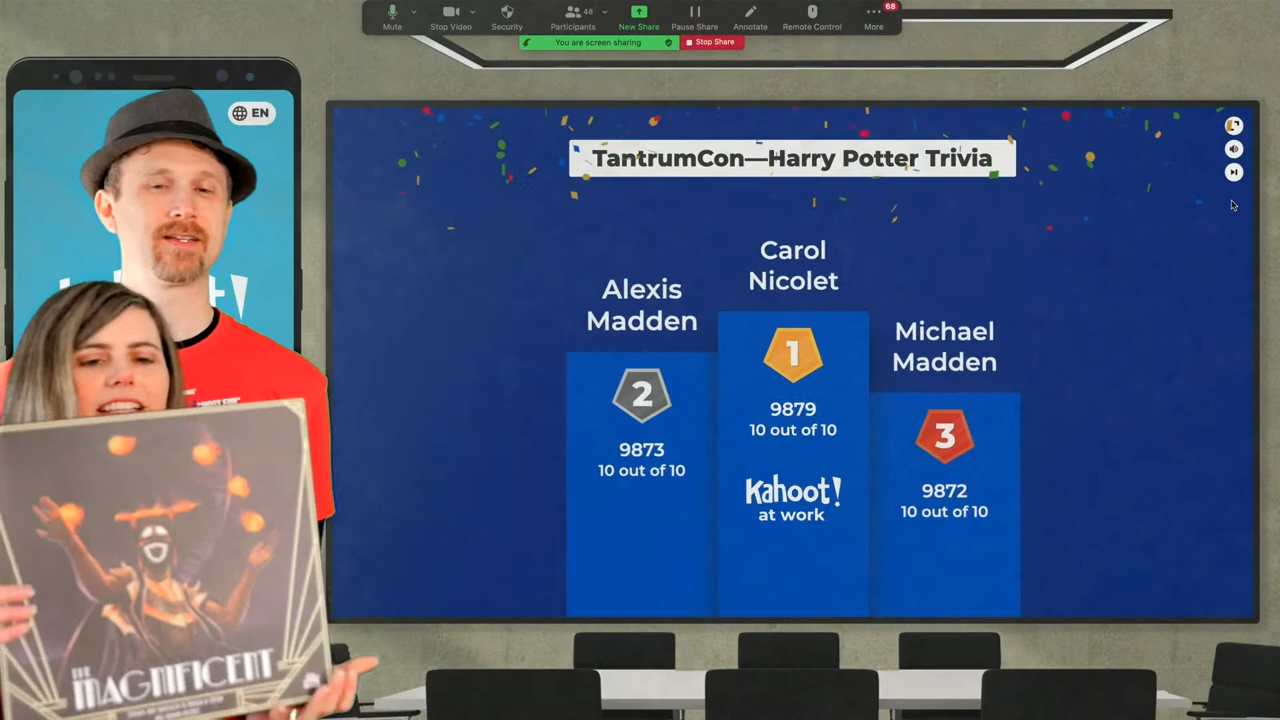 68
48
Mute
Stop Video
Security
Participants
New Share
Pause Share
Annotate
Remote Control
More
You are screen sharing
Stop Share
EN
TantrumCon—Harry Potter Trivia
Carol
Nicolet
Alexis
Madden
Michael
Madden
1
9879
10 out of 10
2
9873
10 out of 10
3
9872
10 out of 10
Kahoot!
at work
THE
MAGNIFICENT